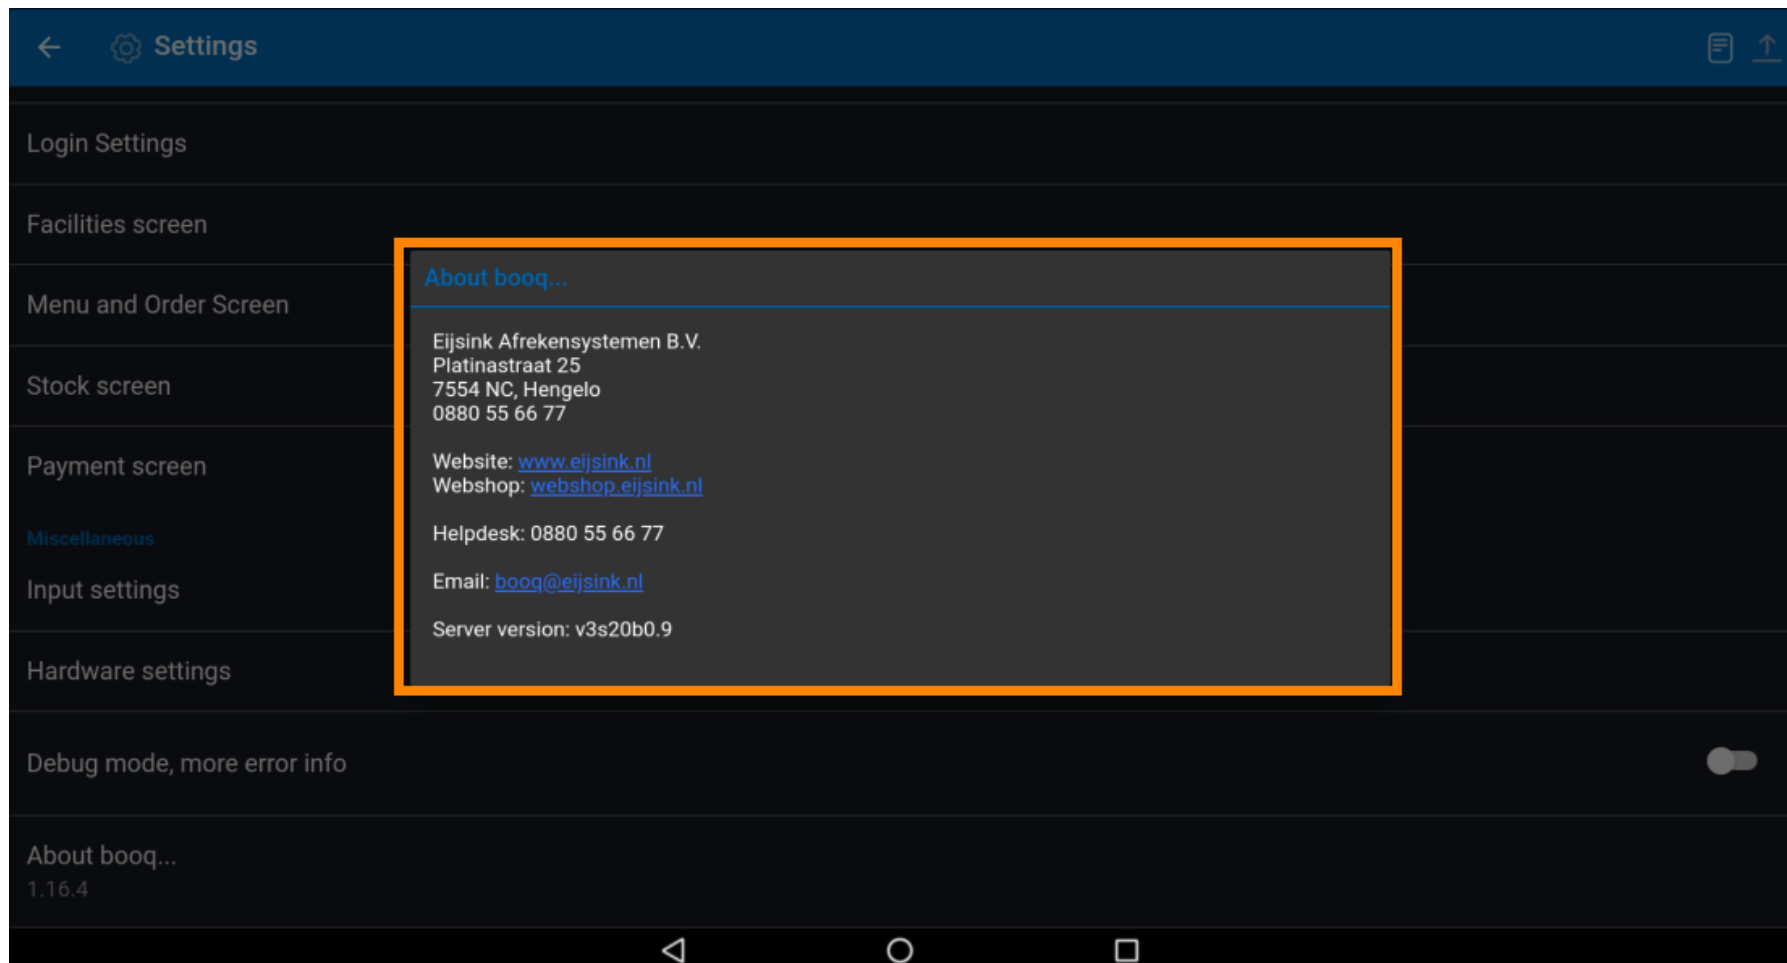 Settings
Login Settings
Facilities screen
Menu and Order Screen
Stock screen
Payment screen
Miscellaneous
Input settings
Hardware settings
Debug mode, more error info
About booq...
1.16.4
About booq...
Eijsink Afrekensystemen B.V.
Platinastraat 25
7554 NC, Hengelo
0880 55 66 77
Website: www.eijsink.nl
Webshop: webshop.eijsink.nl
Helpdesk: 0880 55 66 77
Email: booq@eijsink.nl
Server version: v3s20b0.9